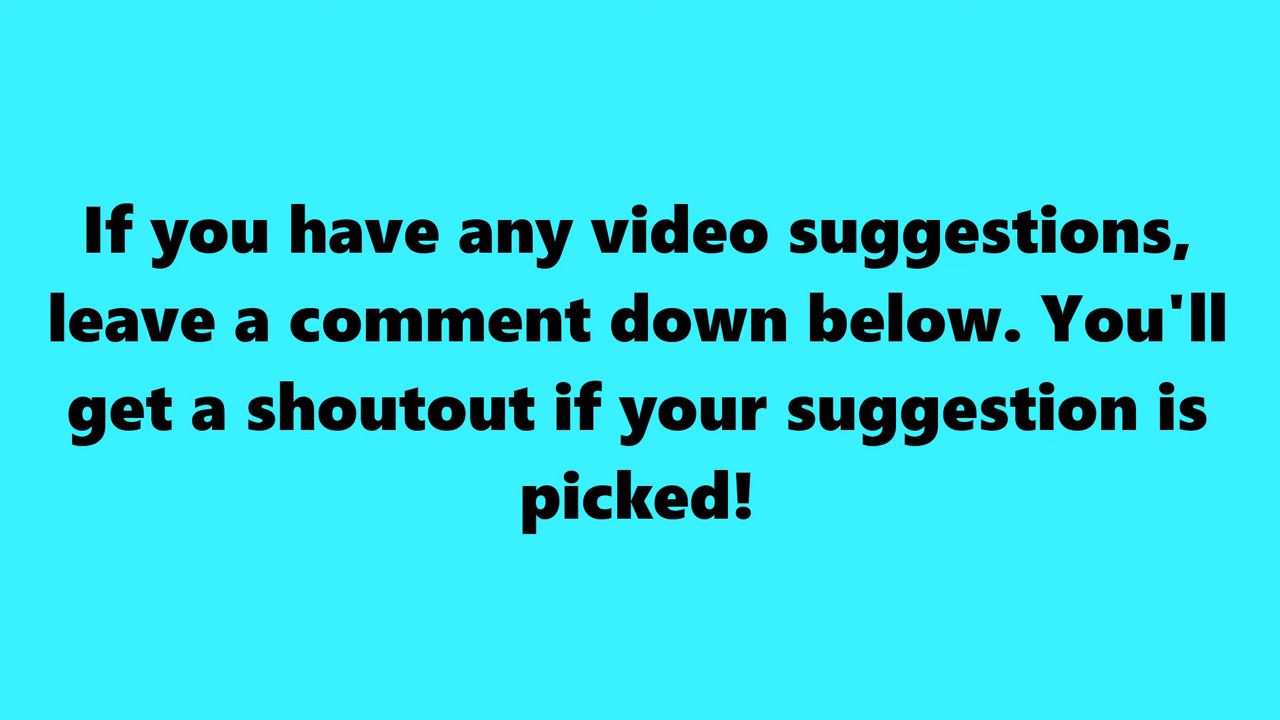 If you have any video suggestions,
leave a comment down below. You'll
get a shoutout if your suggestion is
picked!